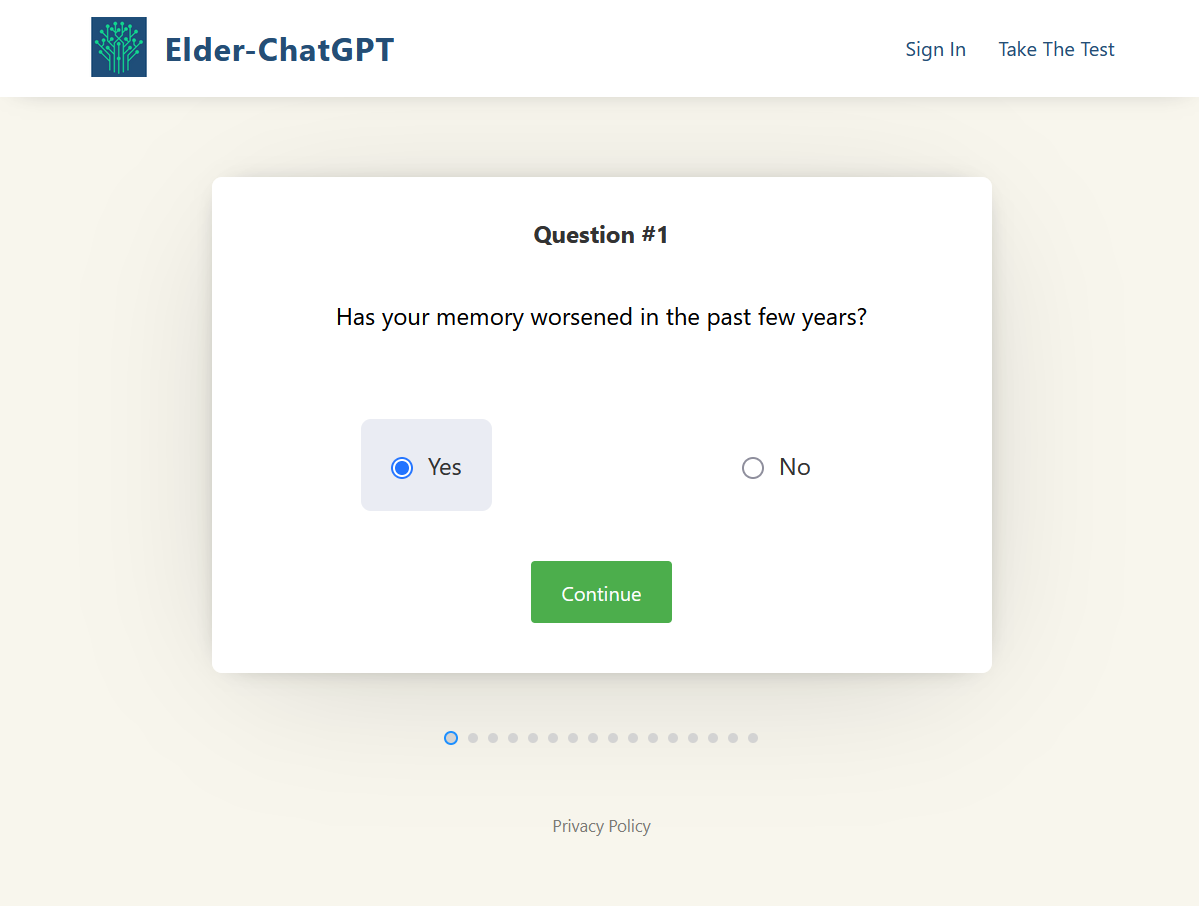 Elder-ChatGPT
Sign In Take The Test
Question #1
Has your memory worsened in the past few years?
Yes
No
Continue
Privacy Policy